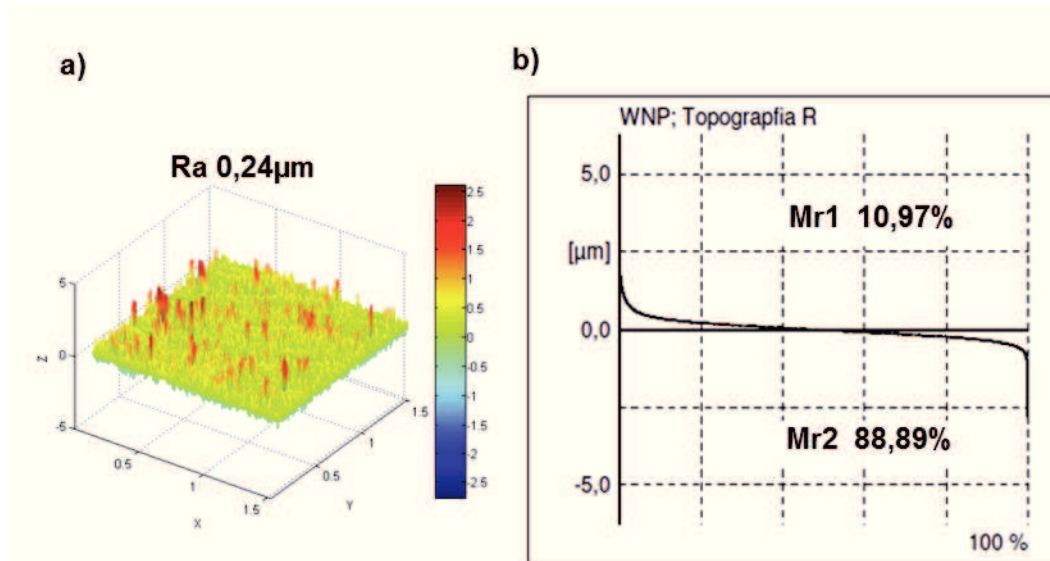 a)
Ra 0,24µm
5
0
-5
Z
0.5
1
1.5
X
0.5
1
1.5
Y
2.5
2
1.5
1
0.5
0
-0.5
-1
-1.5
-2
-2.5
b)
WNP; Topograpfia R
5,0
Mr1 10,97%
[µm]
0,0
Mr2 88,89%
-5,0
100 %